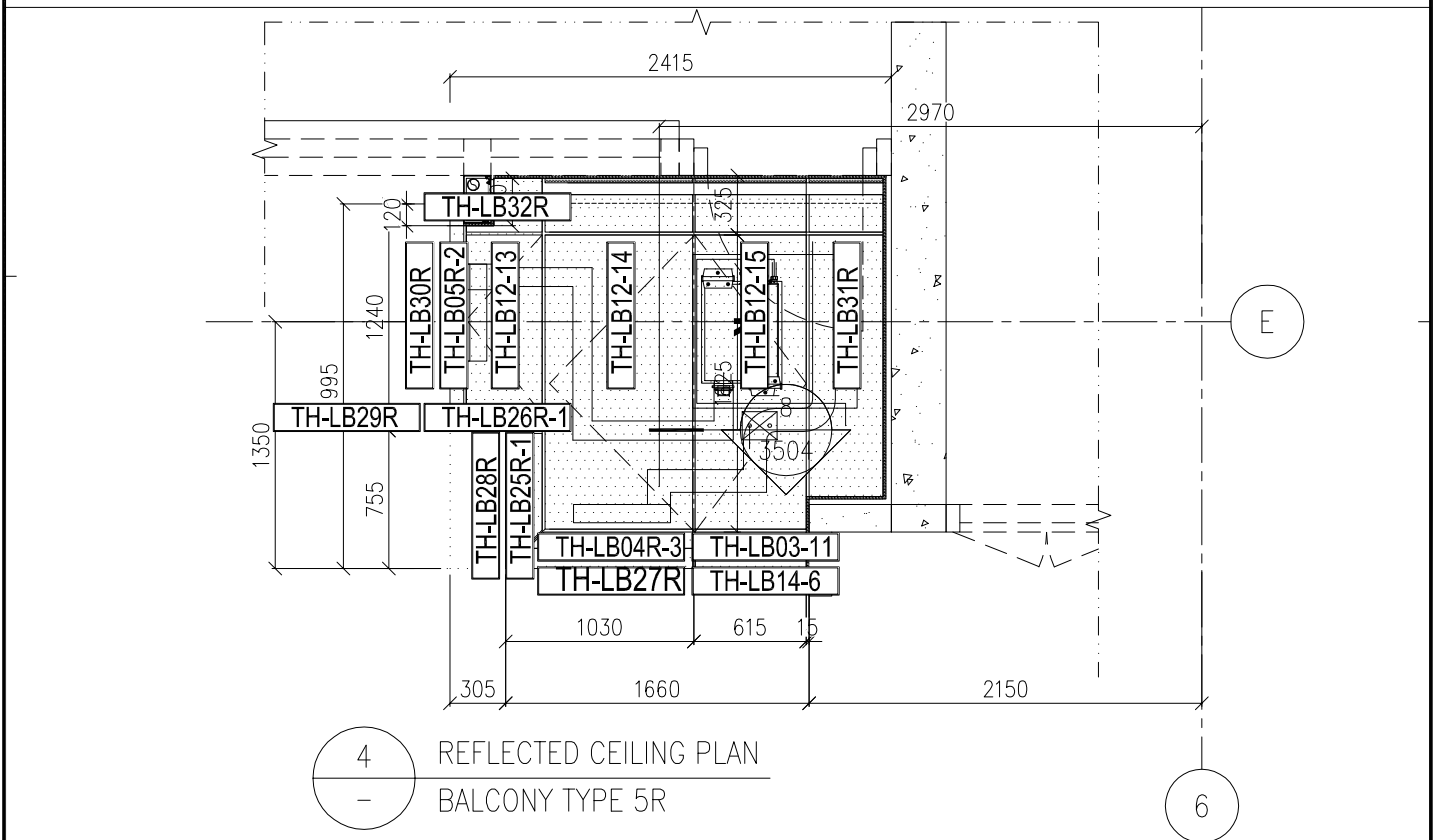 2415
2970
325
120
TH-LB32R
TH-LB30R
TH-LB05R-2
TH-LB12-13
TH-LB12-14
TH-LB12-15
TH-LB31R
1240
995
1350
755
E
TH-LB29R
TH-LB26R-1
8
3504
TH-LB28R
TH-LB25R-1
TH-LB04R-3
TH-LB03-11
TH-LB27R
TH-LB14-6
1030
615
15
305
1660
2150
4
REFLECTED CEILING PLAN
-
BALCONY TYPE 5R
6